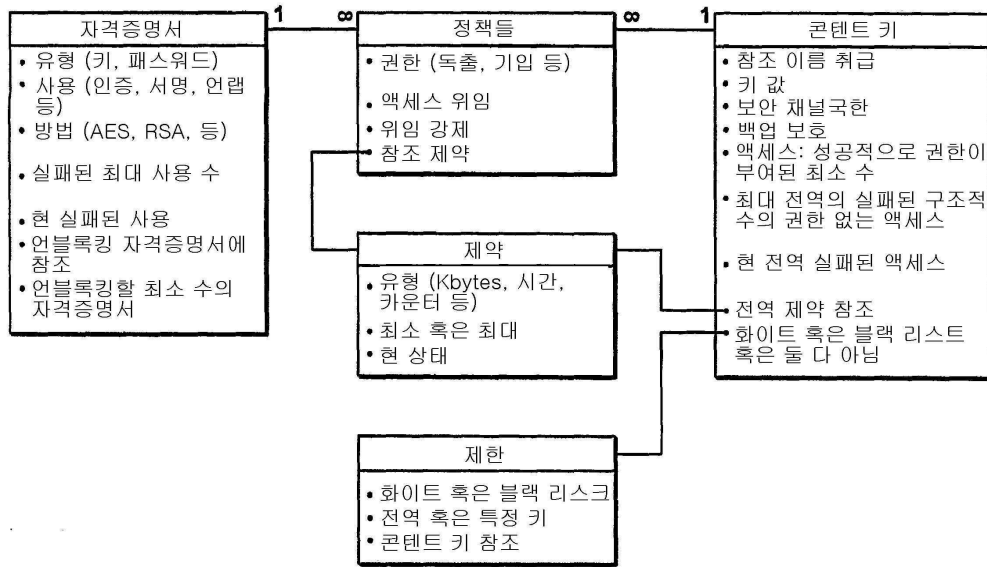 자격증명서
• 유형 (키, 패스워드)
• 사용 (인증, 서명, 언랩
등)
• 방법 (AES, RSA, 등)
• 실패된 최대 사용 수
• 현 실패된 사용
• 언블록킹 자격증명서에
참조
• 언블록킹할 최소 수의
자격증명서
1 ∞
정책들
• 권한 (독출, 기입 등)
• 액세스 위임
• 위임 강제
• 참조 제약
∞ 1
콘텐트 키
• 참조 이름 취급
• 키 값
• 보안 채널국한
• 백업 보호
• 액세스: 성공적으로 권한이
부여된 최소 수
• 최대 전역의 실패된 구조적
수의 권한 없는 액세스
• 현 전역 실패된 액세스
• 전역 제약 참조
• 화이트 혹은 블랙 리스트
혹은 둘 다 아님
제약
• 유형 (Kbytes, 시간,
카운터 등)
• 최소 혹은 최대
• 현 상태
제한
• 화이트 혹은 블랙 리스크
• 전역 혹은 특정 키
• 콘텐트 키 참조